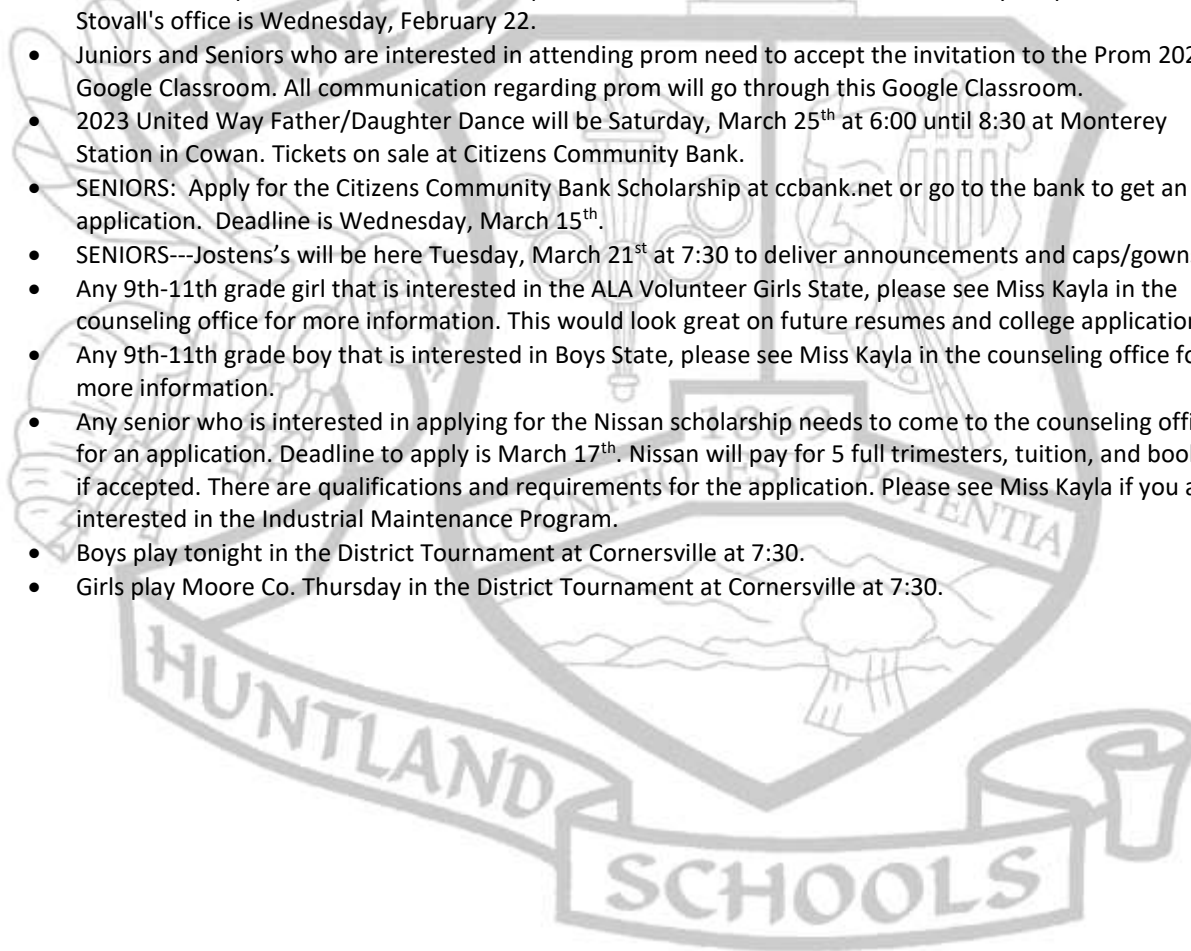 Stovall's office is Wednesday, February 22.
• Juniors and Seniors who are interested in attending prom need to accept the invitation to the Prom 202
Google Classroom. All communication regarding prom will go through this Google Classroom.
• 2023 United Way Father/Daughter Dance will be Saturday, March 25th at 6:00 until 8:30 at Monterey
Station in Cowan. Tickets on sale at Citizens Community Bank.
• SENIORS: Apply for the Citizens Community Bank Scholarship at ccbank.net or go to the bank to get an
application. Deadline is Wednesday, March 15th.
• SENIORS---Jostens's will be here Tuesday, March 21st at 7:30 to deliver announcements and caps/gown
• Any 9th-11th grade girl that is interested in the ALA Volunteer Girls State, please see Miss Kayla in the
counseling office for more information. This would look great on future resumes and college application
• Any 9th-11th grade boy that is interested in Boys State, please see Miss Kayla in the counseling office fo
more information.
• Any senior who is interested in applying for the Nissan scholarship needs to come to the counseling offi
for an application. Deadline to apply is March 17th. Nissan will pay for 5 full trimesters, tuition, and book
if accepted. There are qualifications and requirements for the application. Please see Miss Kayla if you a
interested in the Industrial Maintenance Program.
• Boys play tonight in the District Tournament at Cornersville at 7:30.
• Girls play Moore Co. Thursday in the District Tournament at Cornersville at 7:30.
1869
COGNITIO EST POTENTIA
HUNTLAND
SCHOOLS